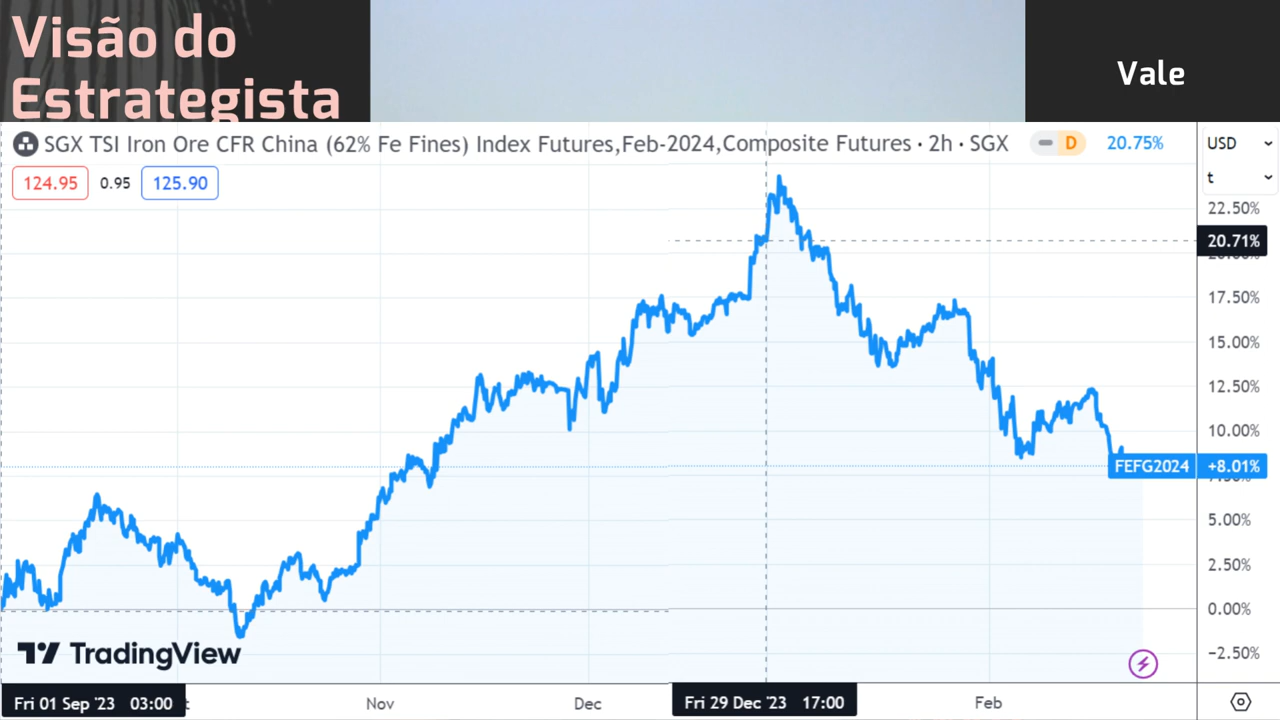 Visão do
Estrategista
Vale
SGX TSI Iron Ore CFR China (62% Fe Fines) Index Futures,Feb-2024,Composite Futures · 2h · SGX
D
20.75%
USD
124.95
0.95
125.90
t
22.50%
20.71%
17.50%
15.00%
12.50%
10.00%
FEFG2024
+8.01%
5.00%
2.50%
0.00%
−2.50%
TradingView
Fri 01 Sep '23 03:00
Nov
Dec
Fri 29 Dec '23 17:00
Feb